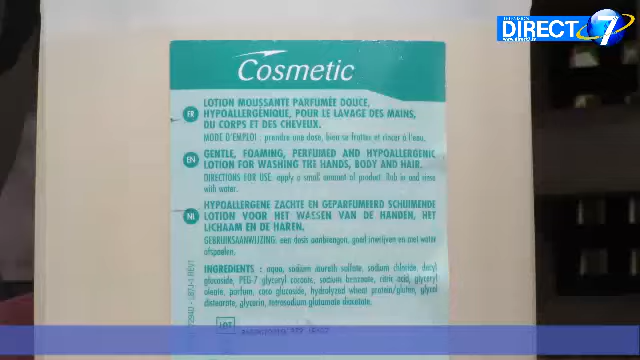 TELEVISION
DIRECT 7
www.direct7.tv
Cosmetic
FR
LOTION MOUSSANTE PARFUMÉE DOUCE,
HYPOALLERGÉNIQUE, POUR LE LAVAGE DES MAINS,
DU CORPS ET DES CHEVEUX.
MODE D'EMPLOI : prendre une dose, bien se frotter et rincer à l'eau.
EN
GENTLE, FOAMING, PERFUMED AND HYPOALLERGENIC
LOTION FOR WASHING THE HANDS, BODY AND HAIR.
DIRECTIONS FOR USE: apply a small amount of product. Rub in and rinse
with water.
NL
HYPOALLERGENE ZACHTE EN GEPARFUMEERD SCHUIMENDE
LOTION VOOR HET WASSEN VAN DE HANDEN, HET
LICHAAM EN DE HAREN.
GEBRUIKSAANWIJZING: een dosis aanbrengen, goed inwrijven en met water
afspoelen.
INGREDIENTS : aqua, sodium laureth sulfate, sodium chloride, decyl
glucoside, PEG-7 glyceryl cocoate, sodium benzoate, citric acid, glyceryl
oleate, parfum, coco glucoside, hydrolyzed wheat protein/gluten, glycol
distearate, glycerin, tetrasodium glutamate diacetate.
LOT